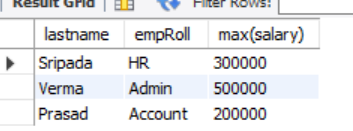 Result Grid Filter Rows:
lastname empRoll max(salary)
Sripada HR 300000
Verma Admin 500000
Prasad Account 200000